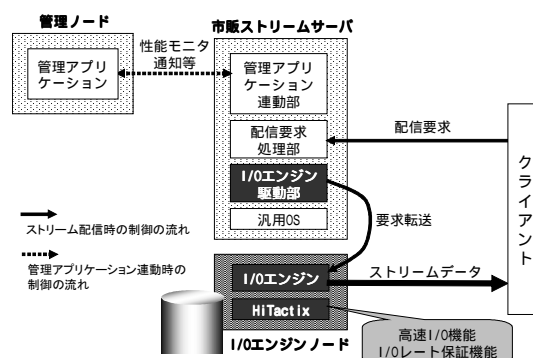 管理ノード
管理アプリ
ケーション
性能モニタ
通知等
市販ストリームサーバ
管理アプリ
ケーション
連動部
配信要求
処理部
I/Oエンジン
駆動部
汎用OS
配信要求
クライアント
要求転送
ストリーム配信時の制御の流れ
管理アプリケーション連動時の
制御の流れ
I/Oエンジン
HiTactix
ストリームデータ
I/Oエンジンノード
高速I/O機能
I/Oレート保証機能